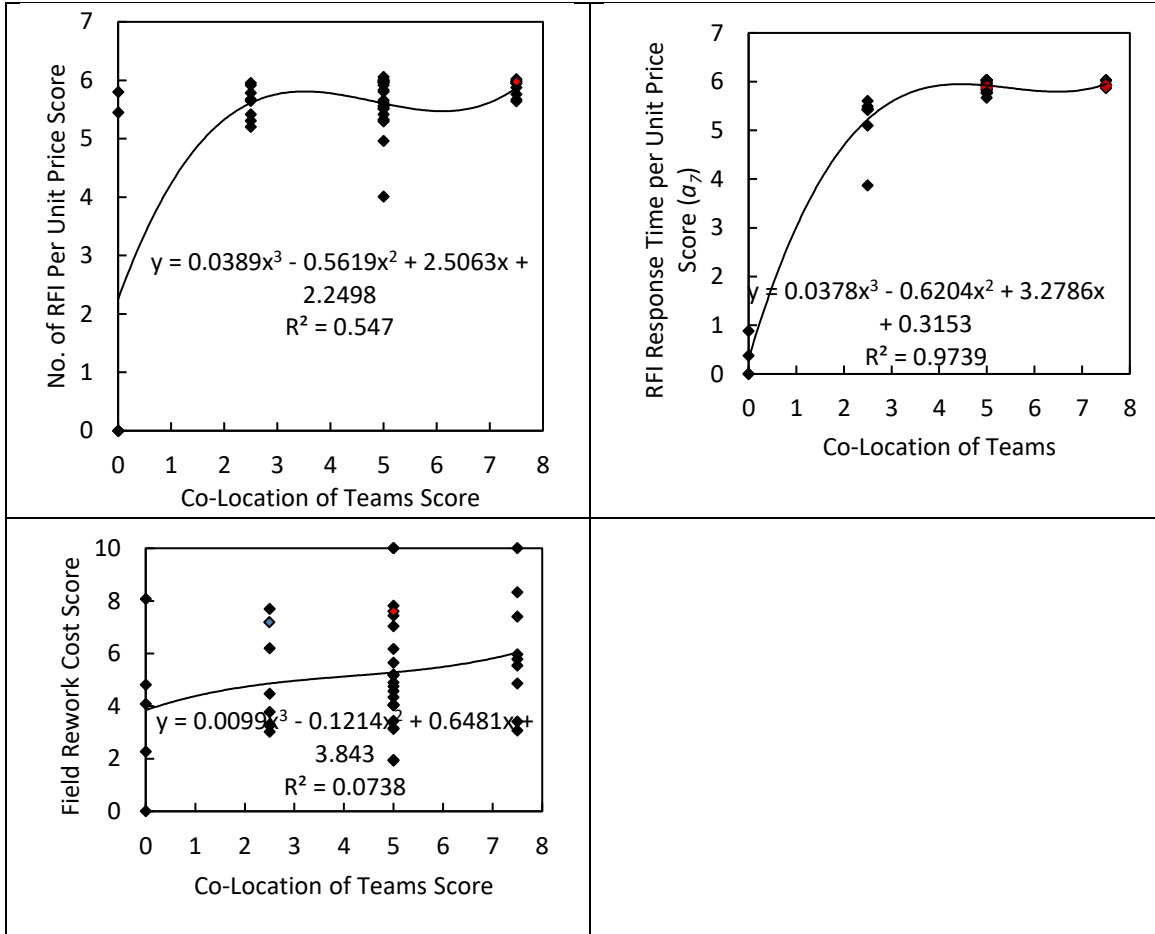 7
6
5
4
3
2
1
0
No. of RFI Per Unit Price Score
y = 0.0389x³ - 0.5619x² + 2.5063x +
2.2498
R² = 0.547
0 1 2 3 4 5 6 7 8
Co-Location of Teams Score
7
6
5
4
3
2
1
0
RFI Response Time per Unit Price
Score (a₇)
y = 0.0378x³ - 0.6204x² + 3.2786x
+ 0.3153
R² = 0.9739
0 1 2 3 4 5 6 7 8
Co-Location of Teams
10
8
6
4
2
0
Field Rework Cost Score
y = 0.0099x³ - 0.1214x² + 0.6481x +
3.843
R² = 0.0738
0 1 2 3 4 5 6 7 8
Co-Location of Teams Score